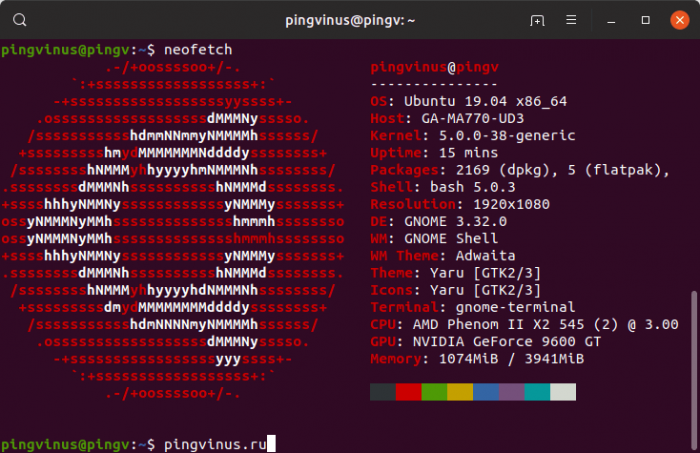 pingvinus@pingv: ~
pingvinus@pingv:~$ neofetch
.-/+oossssoo+/-.
`:+ssssssssssssssssss+:`
-+ssssssssssssssssssyyssss+-
.ossssssssssssssssssdMMMNysssso.
/ssssssssssshdmmNNmmyNMMMMhssssss/
+ssssssssshmydMMMMMMMNddddyssssssss+
/sssssssshNMMMyhhyyyyhmNMMMNhssssssss/
.ssssssssdMMMNhsssssssssshNMMMdssssssss.
+sssshhhyNMMNyssssssssssssyNMMMysssssss+
ossyNMMMNyMMhsssssssssssssshmmmhssssssso
ossyNMMMNyMMhsssssssssssssshmmmhssssssso
+sssshhhyNMMNyssssssssssssyNMMMysssssss+
.ssssssssdMMMNhsssssssssshNMMMdssssssss.
/sssssssshNMMMyhhyyyyhdNMMMNhssssssss/
+sssssssssdmydMMMMMMMMddddyssssssss+
/ssssssssssshdmNNNNmyNMMMMhssssss/
.ossssssssssssssssssdMMMNysssso.
-+sssssssssssssssssyyyssss+-
`:+ssssssssssssssssss+:`
.-/+oossssoo+/-.
pingvinus@pingv
---------------
OS: Ubuntu 19.04 x86_64
Host: GA-MA770-UD3
Kernel: 5.0.0-38-generic
Uptime: 15 mins
Packages: 2169 (dpkg), 5 (flatpak),
Shell: bash 5.0.3
Resolution: 1920x1080
DE: GNOME 3.32.0
WM: GNOME Shell
WM Theme: Adwaita
Theme: Yaru [GTK2/3]
Icons: Yaru [GTK2/3]
Terminal: gnome-terminal
CPU: AMD Phenom II X2 545 (2) @ 3.00
GPU: NVIDIA GeForce 9600 GT
Memory: 1074MiB / 3941MiB
pingvinus@pingv:~$ pingvinus.ru